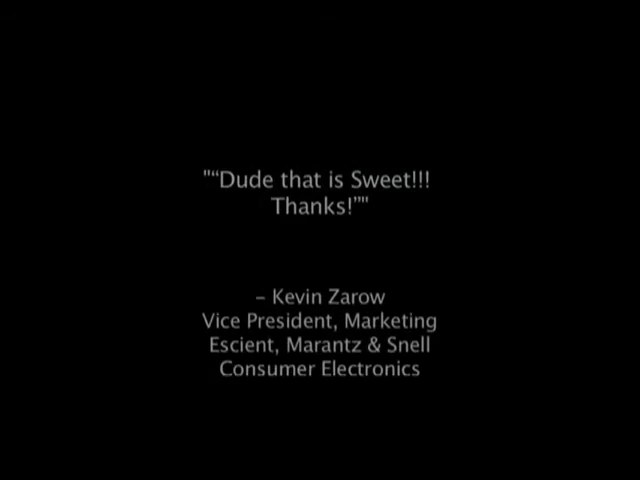 "“Dude that is Sweet!!!
Thanks!”"
– Kevin Zarow
Vice President, Marketing
Escient, Marantz & Snell
Consumer Electronics